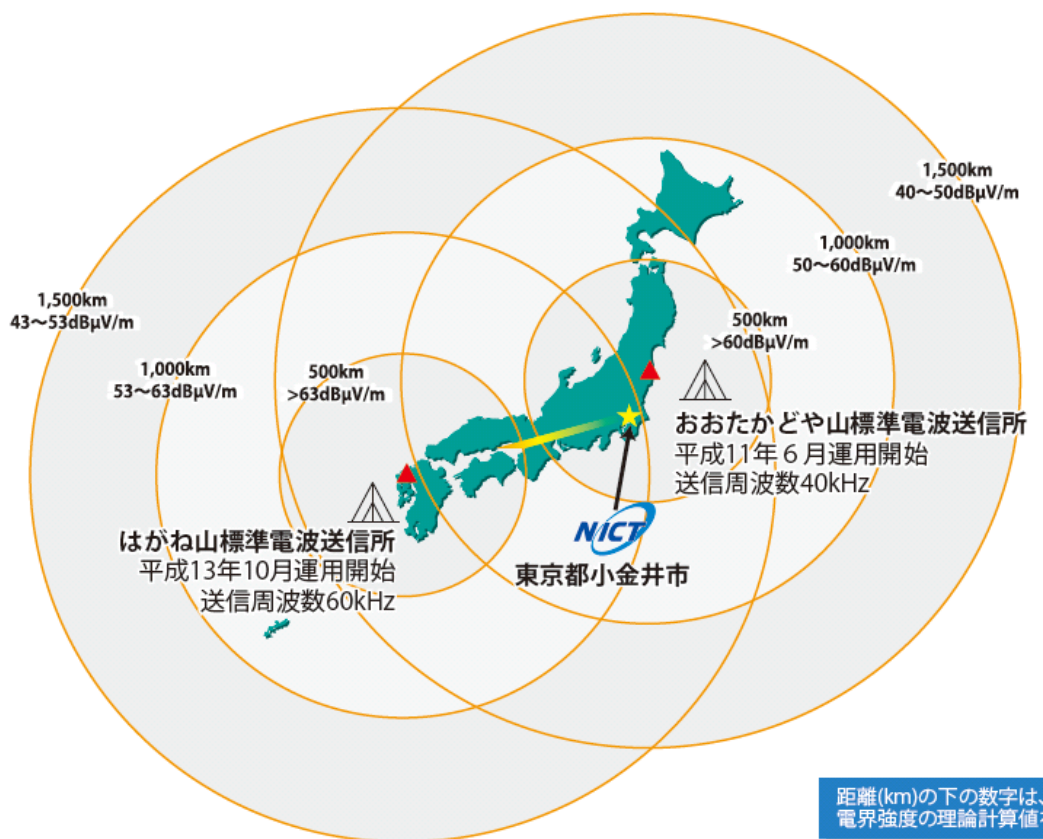 1,500km
40～50dBμV/m
1,000km
50～60dBμV/m
1,500km
43～53dBμV/m
500km
>60dBμV/m
1,000km
53～63dBμV/m
500km
>63dBμV/m
おおたかどや山標準電波送信所
平成11年６月運用開始
送信周波数40kHz
はがね山標準電波送信所
平成13年10月運用開始
送信周波数60kHz
NICT
東京都小金井市
距離(km)の下の数字は、
電界強度の理論計算値